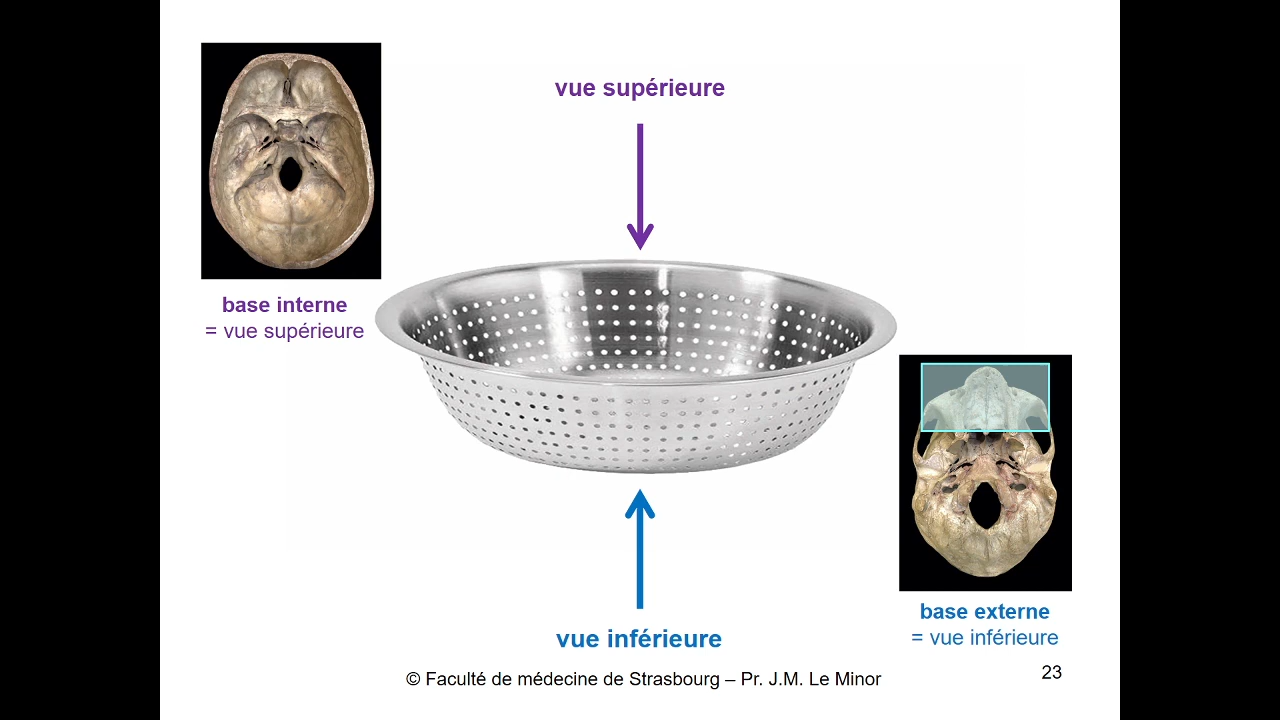 vue supérieure
base interne
= vue supérieure
base externe
= vue inférieure
vue inférieure
© Faculté de médecine de Strasbourg – Pr. J.M. Le Minor
23